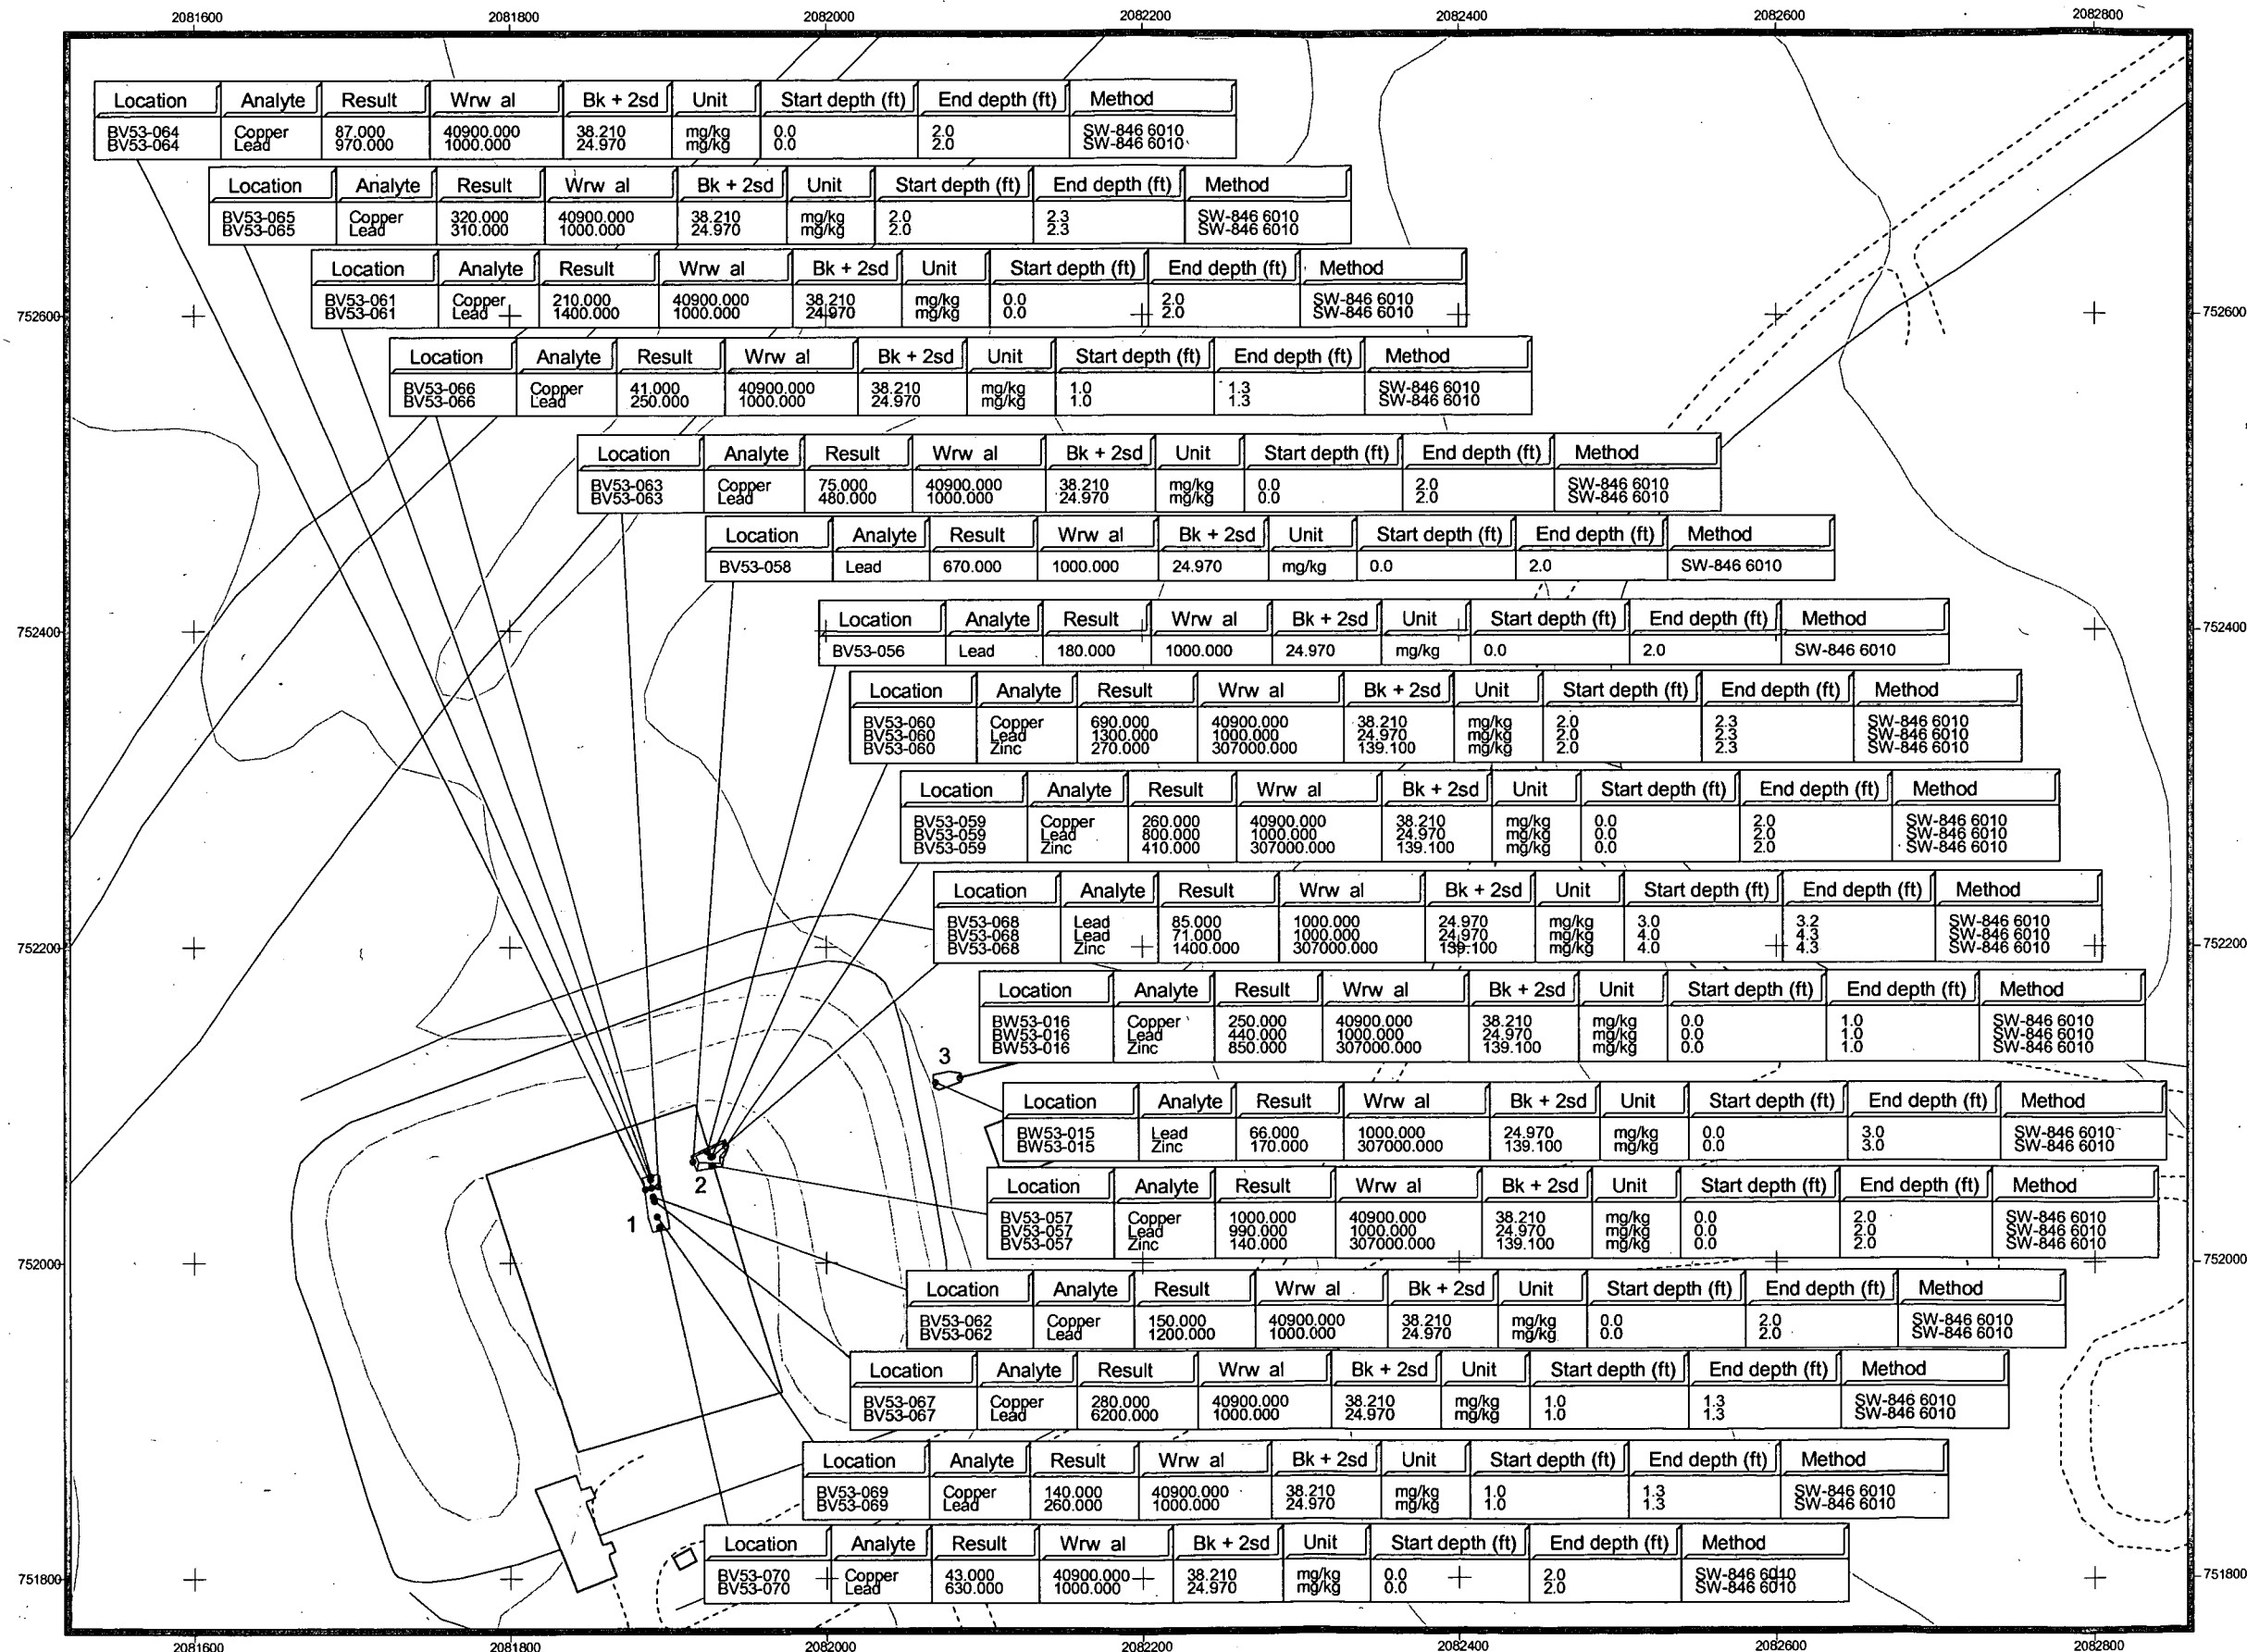 2081600 2081800 2082000 2082200 2082400 2082600 2082800
Location Analyte Result Wrw al Bk + 2sd Unit Start depth (ft) End depth (ft) Method
BV53-064 Copper 87.000 40900.000 38.210 mg/kg 0.0 2.0 SW-846 6010
BV53-064 Lead 970.000 1000.000 24.970 mg/kg 0.0 2.0 SW-846 6010
Location Analyte Result Wrw al Bk + 2sd Unit Start depth (ft) End depth (ft) Method
BV53-065 Copper 320.000 40900.000 38.210 mg/kg 2.0 2.3 SW-846 6010
BV53-065 Lead 310.000 1000.000 24.970 mg/kg 2.0 2.3 SW-846 6010
Location Analyte Result Wrw al Bk + 2sd Unit Start depth (ft) End depth (ft) Method
BV53-061 Copper 210.000 40900.000 38.210 mg/kg 0.0 2.0 SW-846 6010
BV53-061 Lead 1400.000 1000.000 24.970 mg/kg 0.0 2.0 SW-846 6010
752600 752600
Location Analyte Result Wrw al Bk + 2sd Unit Start depth (ft) End depth (ft) Method
BV53-066 Copper 41.000 40900.000 38.210 mg/kg 1.0 1.3 SW-846 6010
BV53-066 Lead 250.000 1000.000 24.970 mg/kg 1.0 1.3 SW-846 6010
Location Analyte Result Wrw al Bk + 2sd Unit Start depth (ft) End depth (ft) Method
BV53-063 Copper 75.000 40900.000 38.210 mg/kg 0.0 2.0 SW-846 6010
BV53-063 Lead 480.000 1000.000 24.970 mg/kg 0.0 2.0 SW-846 6010
Location Analyte Result Wrw al Bk + 2sd Unit Start depth (ft) End depth (ft) Method
BV53-058 Lead 670.000 1000.000 24.970 mg/kg 0.0 2.0 SW-846 6010
Location Analyte Result Wrw al Bk + 2sd Unit Start depth (ft) End depth (ft) Method
752400 752400
BV53-056 Lead 180.000 1000.000 24.970 mg/kg 0.0 2.0 SW-846 6010
Location Analyte Result Wrw al Bk + 2sd Unit Start depth (ft) End depth (ft) Method
BV53-060 Copper 690.000 40900.000 38.210 mg/kg 2.0 2.3 SW-846 6010
BV53-060 Lead 1300.000 1000.000 24.970 mg/kg 2.0 2.3 SW-846 6010
BV53-060 Zinc 270.000 307000.000 139.100 mg/kg 2.0 2.3 SW-846 6010
Location Analyte Result Wrw al Bk + 2sd Unit Start depth (ft) End depth (ft) Method
BV53-059 Copper 260.000 40900.000 38.210 mg/kg 0.0 2.0 SW-846 6010
BV53-059 Lead 800.000 1000.000 24.970 mg/kg 0.0 2.0 SW-846 6010
BV53-059 Zinc 410.000 307000.000 139.100 mg/kg 0.0 2.0 SW-846 6010
Location Analyte Result Wrw al Bk + 2sd Unit Start depth (ft) End depth (ft) Method
BV53-068 Lead 85.000 1000.000 24.970 mg/kg 3.0 3.2 SW-846 6010
BV53-068 Lead 71.000 1000.000 24.970 mg/kg 4.0 4.3 SW-846 6010
BV53-068 Zinc 1400.000 307000.000 139.100 mg/kg 4.0 4.3 SW-846 6010
752200 752200
Location Analyte Result Wrw al Bk + 2sd Unit Start depth (ft) End depth (ft) Method
BW53-016 Copper 250.000 40900.000 38.210 mg/kg 0.0 1.0 SW-846 6010
BW53-016 Lead 440.000 1000.000 24.970 mg/kg 0.0 1.0 SW-846 6010
BW53-016 Zinc 850.000 307000.000 139.100 mg/kg 0.0 1.0 SW-846 6010
3
Location Analyte Result Wrw al Bk + 2sd Unit Start depth (ft) End depth (ft) Method
BW53-015 Lead 66.000 1000.000 24.970 mg/kg 0.0 3.0 SW-846 6010
BW53-015 Zinc 170.000 307000.000 139.100 mg/kg 0.0 3.0 SW-846 6010
2
Location Analyte Result Wrw al Bk + 2sd Unit Start depth (ft) End depth (ft) Method
1
BV53-057 Copper 1000.000 40900.000 38.210 mg/kg 0.0 2.0 SW-846 6010
BV53-057 Lead 990.000 1000.000 24.970 mg/kg 0.0 2.0 SW-846 6010
BV53-057 Zinc 140.000 307000.000 139.100 mg/kg 0.0 2.0 SW-846 6010
752000 752000
Location Analyte Result Wrw al Bk + 2sd Unit Start depth (ft) End depth (ft) Method
BV53-062 Copper 150.000 40900.000 38.210 mg/kg 0.0 2.0 SW-846 6010
BV53-062 Lead 1200.000 1000.000 24.970 mg/kg 0.0 2.0 SW-846 6010
Location Analyte Result Wrw al Bk + 2sd Unit Start depth (ft) End depth (ft) Method
BV53-067 Copper 280.000 40900.000 38.210 mg/kg 1.0 1.3 SW-846 6010
BV53-067 Lead 6200.000 1000.000 24.970 mg/kg 1.0 1.3 SW-846 6010
Location Analyte Result Wrw al Bk + 2sd Unit Start depth (ft) End depth (ft) Method
BV53-069 Copper 140.000 40900.000 38.210 mg/kg 1.0 1.3 SW-846 6010
BV53-069 Lead 260.000 1000.000 24.970 mg/kg 1.0 1.3 SW-846 6010
Location Analyte Result Wrw al Bk + 2sd Unit Start depth (ft) End depth (ft) Method
BV53-070 Copper 43.000 40900.000 38.210 mg/kg 0.0 2.0 SW-846 6010
BV53-070 Lead 630.000 1000.000 24.970 mg/kg 0.0 2.0 SW-846 6010
751800 751800
2081600 2081800 2082000 2082200 2082400 2082600 2082800